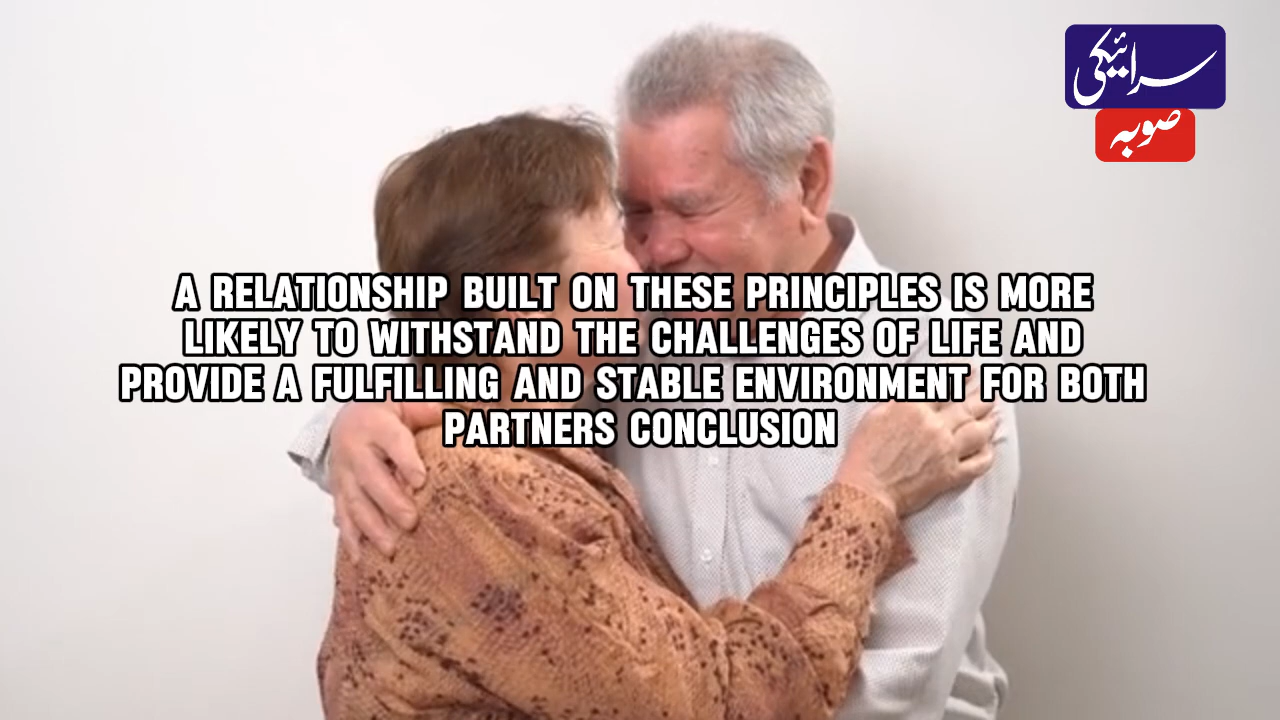 سرائیکی
صوبہ
A RELATIONSHIP BUILT ON THESE PRINCIPLES IS MORE
LIKELY TO WITHSTAND THE CHALLENGES OF LIFE AND
PROVIDE A FULFILLING AND STABLE ENVIRONMENT FOR BOTH
PARTNERS CONCLUSION